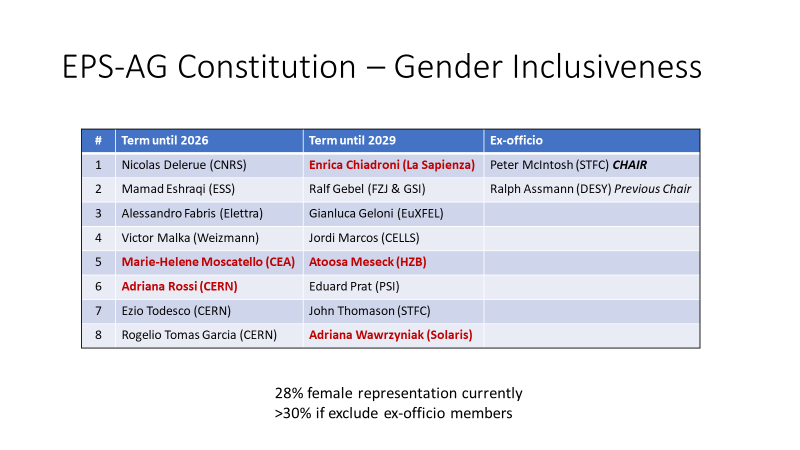 EPS-AG Constitution – Gender Inclusiveness
# Term until 2026 Term until 2029 Ex-officio
1 Nicolas Delerue (CNRS) Enrica Chiadroni (La Sapienza) Peter McIntosh (STFC) CHAIR
2 Mamad Eshraqi (ESS) Ralf Gebel (FZJ & GSI) Ralph Assmann (DESY) Previous Chair
3 Alessandro Fabris (Elettra) Gianluca Geloni (EuXFEL)
4 Victor Malka (Weizmann) Jordi Marcos (CELLS)
5 Marie-Helene Moscatello (CEA) Atoosa Meseck (HZB)
6 Adriana Rossi (CERN) Eduard Prat (PSI)
7 Ezio Todesco (CERN) John Thomason (STFC)
8 Rogelio Tomas Garcia (CERN) Adriana Wawrzyniak (Solaris)
28% female representation currently
>30% if exclude ex-officio members